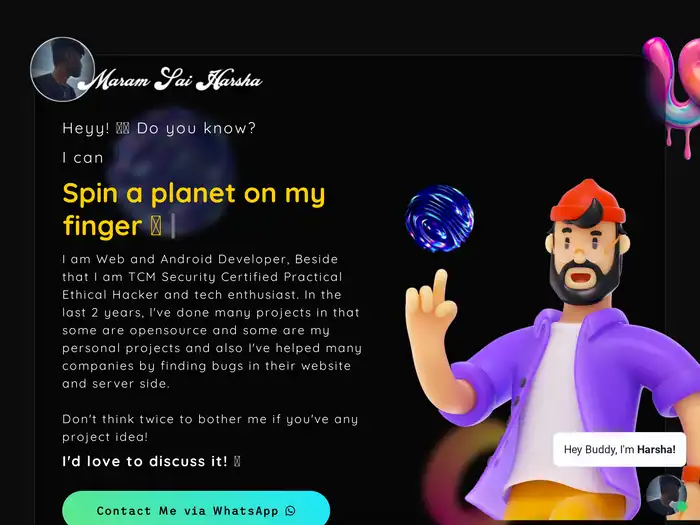 Maram Sai Harsha
Heyy! Do you know?
I can
Spin a planet on my
finger |
I am Web and Android Developer, Beside
that I am TCM Security Certified Practical
Ethical Hacker and tech enthusiast. In the
last 2 years, I've done many projects in that
some are opensource and some are my
personal projects and also I've helped many
companies by finding bugs in their website
and server side.
Don't think twice to bother me if you've any
project idea!
I'd love to discuss it!
Contact Me via WhatsApp
Hey Buddy, I'm Harsha!